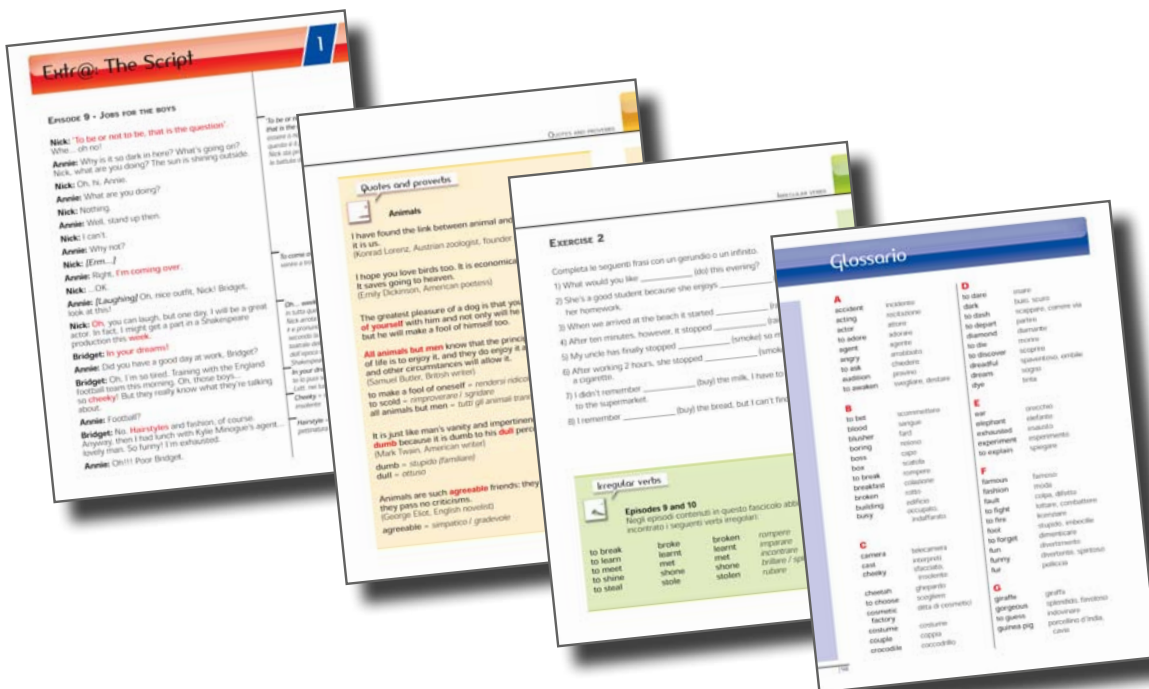 Extr@: The Script
1
EPISODE 9 - JOBS FOR THE BOYS
Nick: 'To be or not to be, that is the question'.
Whe... oh no!
Annie: Why is it so dark in here? What's going on?
Nick, what are you doing? The sun is shining outside.
Nick: Oh, hi, Annie.
Annie: What are you doing?
Nick: Nothing.
Annie: Well, stand up then.
Nick: I can't.
Annie: Why not?
Nick: [Erm...]
Annie: Right, I'm coming over.
Nick: ...OK.
Annie: [Laughing] Oh, nice outfit, Nick! Bridget,
look at this!
Nick: Oh, you can laugh, but one day, I will be a great
actor. In fact, I might get a part in a Shakespeare
production this week.
Bridget: In your dreams!
Annie: Did you have a good day at work, Bridget?
Bridget: Oh, I'm so tired. Training with the England
football team this morning. Oh, those boys...
so cheeky! But they really know what they're talking
about.
Annie: Football?
Bridget: No. Hairstyles and fashion, of course.
Anyway, then I had lunch with Kylie Minogue's agent...
lovely man. So funny! I'm exhausted.
Annie: Oh!!! Poor Bridget.
QUOTES AND PROVERBS
Quotes and proverbs
Animals
I have found the link between animal and
it is us.
(Konrad Lorenz, Austrian zoologist, founder
I hope you love birds too. It is economica
It saves going to heaven.
(Emily Dickinson, American poetess)
The greatest pleasure of a dog is that you
of yourself with him and not only will he
but he will make a fool of himself too.
All animals but men know that the princip
of life is to enjoy it, and they do enjoy it a
and other circumstances will allow it.
(Samuel Butler, British writer)
to make a fool of oneself = rendersi ridico
to scold = rimproverare / sgridare
all animals but men = tutti gli animali tran
It is just like man's vanity and impertinen
dumb because it is dumb to his dull perc
(Mark Twain, American writer)
dumb = stupido (familiare)
dull = ottuso
Animals are such agreeable friends: they
they pass no criticisms.
(George Eliot, English novelist)
agreeable = simpatico / gradevole
IRREGULAR VERBS
EXERCISE 2
Completa le seguenti frasi con un gerundio o un infinito.
1) What would you like ________ (do) this evening?
2) She's a good student because she enjoys ________
her homework.
3) When we arrived at the beach it started ________
4) After ten minutes, however, it stopped ________
5) My uncle has finally stopped ________ (smoke) so m
6) After working 2 hours, she stopped ________ (smoke
a cigarette.
7) I didn't remember ________ (buy) the milk, I have to
to the supermarket.
8) I remember ________ (buy) the bread, but I can't fin
Irregular verbs
Episodes 9 and 10
Negli episodi contenuti in questo fascicolo abbi
incontrato i seguenti verbi irregolari:
to break broke broken rompere
to learn learnt learnt imparare
to meet met met incontrare
to shine shone shone brillare / sp
to steal stole stolen rubare
Glossario
A
accident incidente
acting recitazione
actor attore
to adore adorare
agent agente
angry arrabbiato
to ask chiedere
audition provino
to awaken svegliare, destare
B
to bet scommettere
blood sangue
blusher fard
boring noioso
boss capo
box scatola
to break rompere
breakfast colazione
broken rotto
building edificio
busy occupato,
indaffarato
C
camera telecamera
cast interpreti
cheeky sfacciato,
insolente
cheetah ghepardo
to choose scegliere
cosmetic ditta di cosmetici
factory
costume costume
couple coppia
crocodile coccodrillo
D
to dare osare
dark buio, scuro
to dash scappare, correre via
to depart partire
diamond diamante
to die morire
to discover scoprire
dreadful spaventoso, orribile
dream sogno
dye tinta
E
ear orecchio
elephant elefante
exhausted esausto
experiment esperimento
to explain spiegare
F
famous famoso
fashion moda
fault colpa, difetto
to fight lottare, combattere
to fire licenziare
fool stupido, imbecille
to forget dimenticare
fun divertimento
funny divertente, spiritoso
fur pelliccia
G
giraffe giraffa
gorgeous splendido, favoloso
to guess indovinare
guinea pig porcellino d'India,
cavia